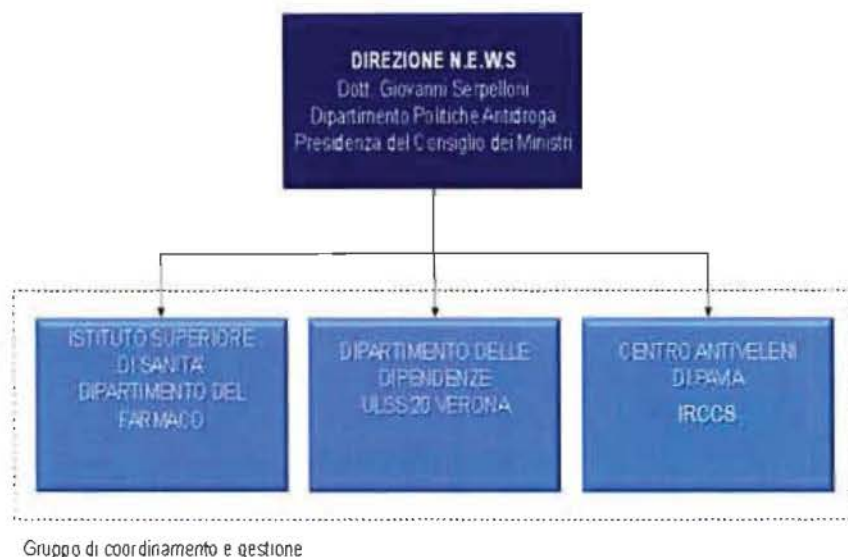 DIREZIONE N.E.W.S
Dott. Giovanni Serpelloni
Dipartimento Politiche Antidroga
Presidenza del Consiglio dei Ministri
ISTITUTO SUPERIORE
DI SANITA'
DIPARTIMENTO DEL
FARMACO
DIPARTIMENTO DELLE
DIPENDENZE
ULSS 20 VERONA
CENTRO ANTIVELENI
DI PAVIA
IRCCS
Gruppo di coordinamento e gestione